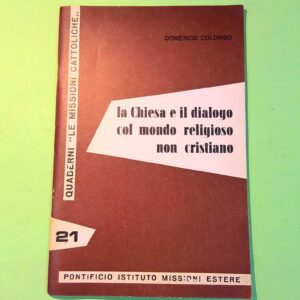 DOMENICO COLOMBO
QUADERNI "LE MISSIONI CATTOLICHE„
la Chiesa e il dialogo
col mondo religioso
non cristiano
21
PONTIFICIO ISTITUTO MISSIONI ESTERE